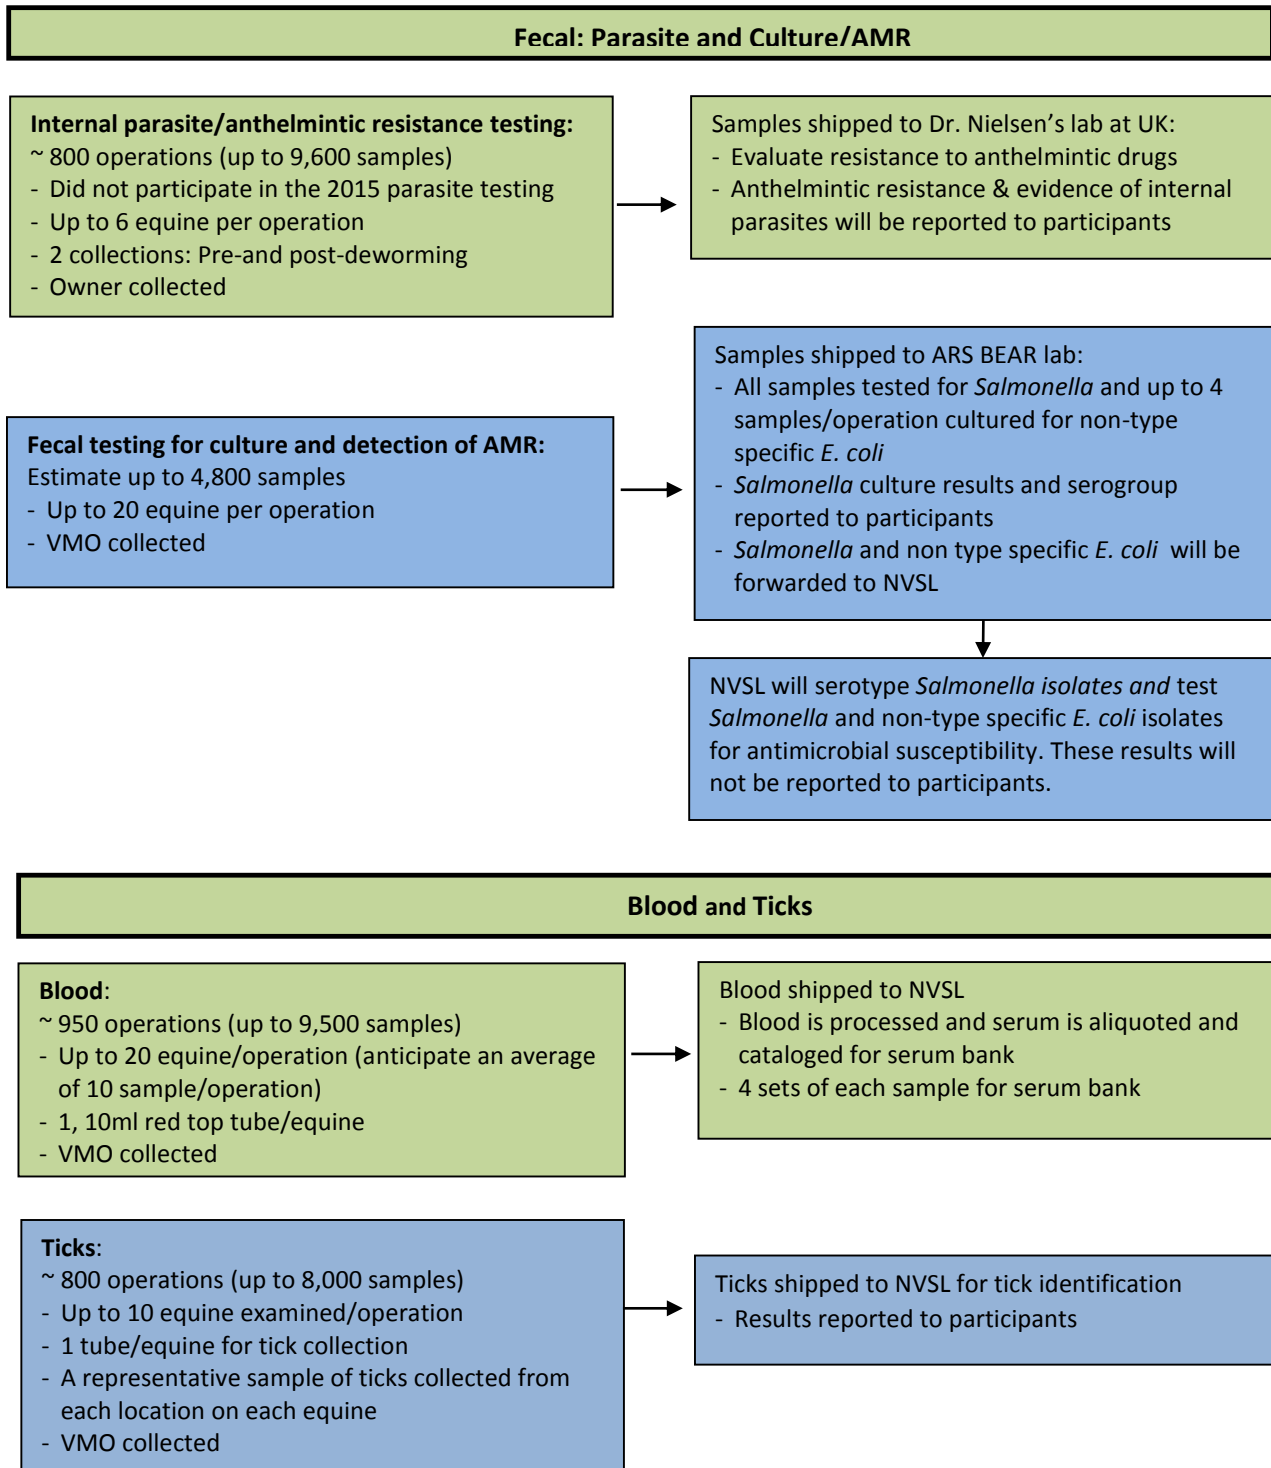 Fecal: Parasite and Culture/AMR
Internal parasite/anthelmintic resistance testing:
~ 800 operations (up to 9,600 samples)
- Did not participate in the 2015 parasite testing
- Up to 6 equine per operation
- 2 collections: Pre-and post-deworming
- Owner collected
Samples shipped to Dr. Nielsen's lab at UK:
- Evaluate resistance to anthelmintic drugs
- Anthelmintic resistance & evidence of internal
parasites will be reported to participants
Fecal testing for culture and detection of AMR:
Estimate up to 4,800 samples
- Up to 20 equine per operation
- VMO collected
Samples shipped to ARS BEAR lab:
- All samples tested for Salmonella and up to 4
samples/operation cultured for non-type
specific E. coli
- Salmonella culture results and serogroup
reported to participants
- Salmonella and non type specific E. coli will be
forwarded to NVSL
NVSL will serotype Salmonella isolates and test
Salmonella and non-type specific E. coli isolates
for antimicrobial susceptibility. These results will
not be reported to participants.
Blood and Ticks
Blood:
~ 950 operations (up to 9,500 samples)
- Up to 20 equine/operation (anticipate an average
of 10 sample/operation)
- 1, 10ml red top tube/equine
- VMO collected
Blood shipped to NVSL
- Blood is processed and serum is aliquoted and
cataloged for serum bank
- 4 sets of each sample for serum bank
Ticks:
~ 800 operations (up to 8,000 samples)
- Up to 10 equine examined/operation
- 1 tube/equine for tick collection
- A representative sample of ticks collected from
each location on each equine
- VMO collected
Ticks shipped to NVSL for tick identification
- Results reported to participants